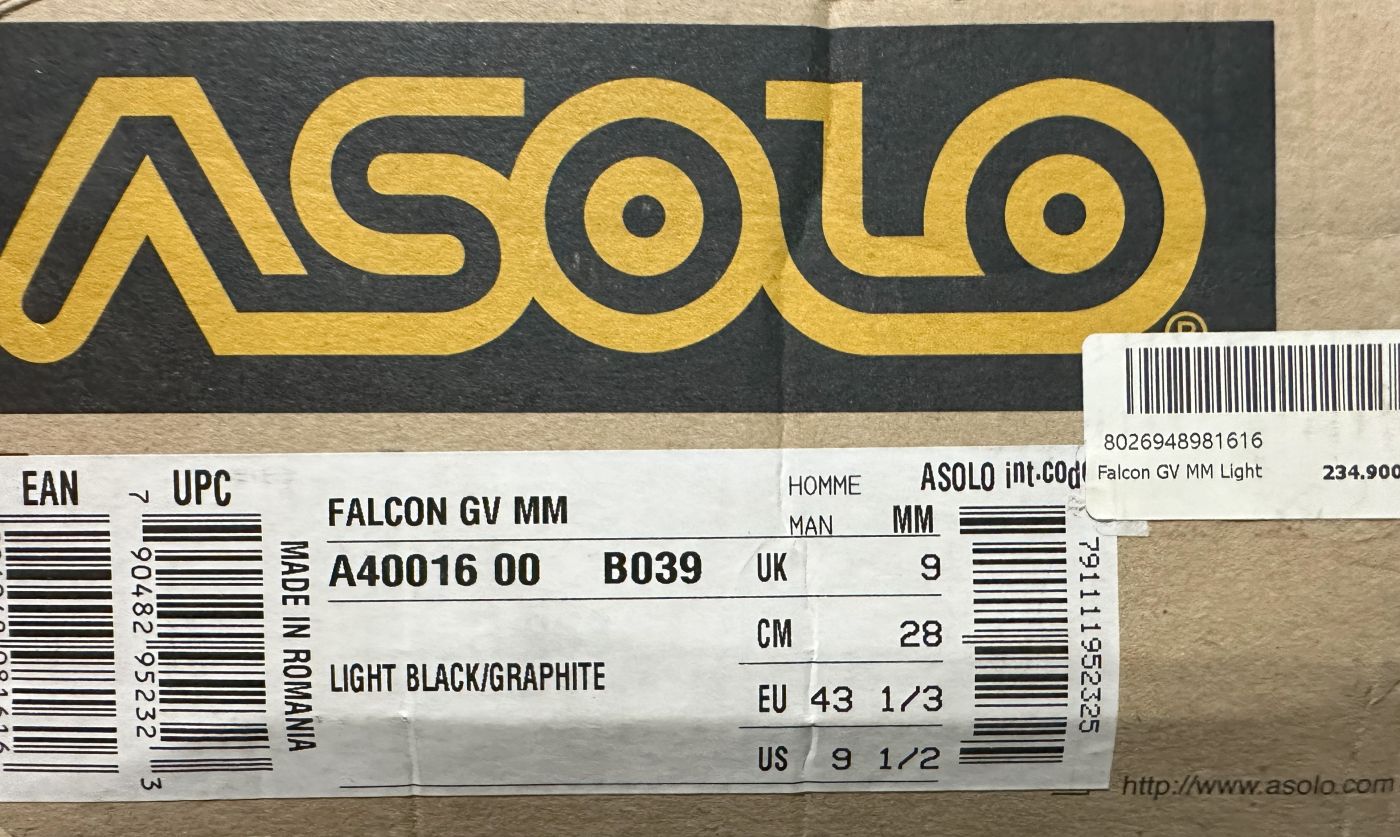 ASOLO®
8026948981616
Falcon GV MM Light 234.900
EAN
UPC
7 90482 95232 3
MADE IN ROMANIA
FALCON GV MM
A40016 00 B039
LIGHT BLACK/GRAPHITE
HOMME
MAN MM
UK 9
CM 28
EU 43 1/3
US 9 1/2
ASOLO int.cod
791111952325
http://www.asolo.com